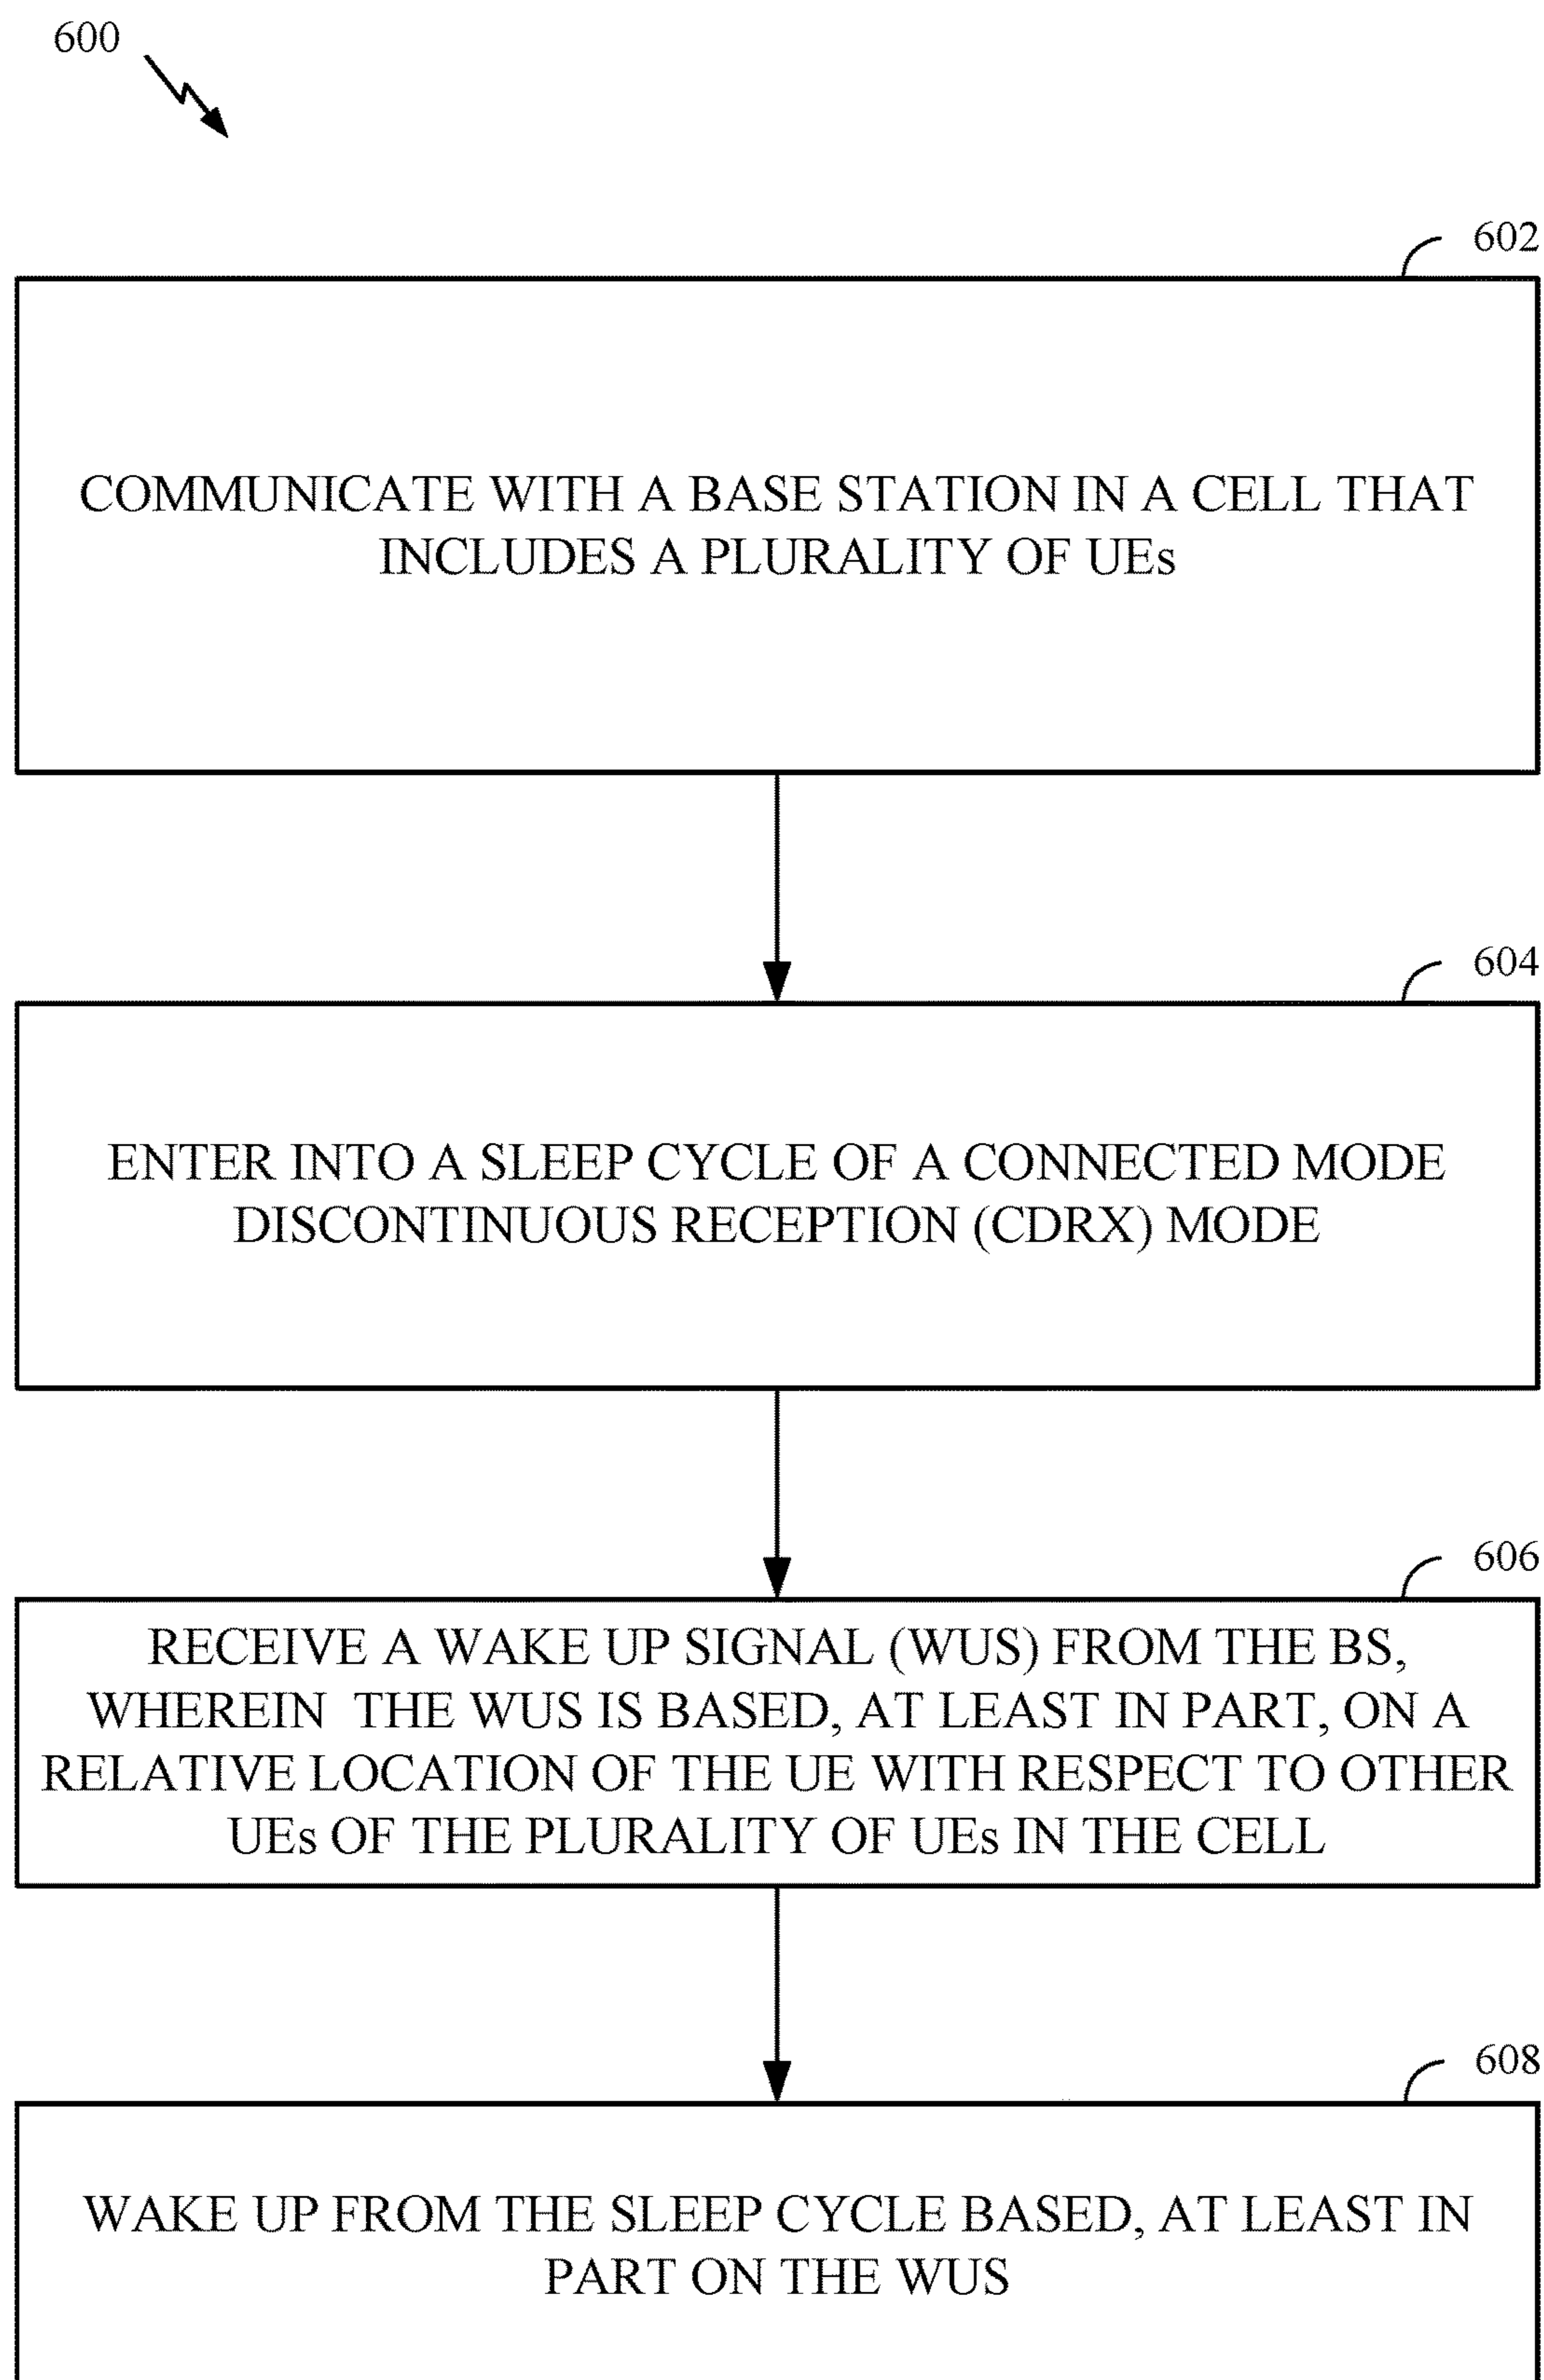 600
602
COMMUNICATE WITH A BASE STATION IN A CELL THAT
INCLUDES A PLURALITY OF UEs
604
ENTER INTO A SLEEP CYCLE OF A CONNECTED MODE
DISCONTINUOUS RECEPTION (CDRX) MODE
606
RECEIVE A WAKE UP SIGNAL (WUS) FROM THE BS,
WHEREIN THE WUS IS BASED, AT LEAST IN PART, ON A
RELATIVE LOCATION OF THE UE WITH RESPECT TO OTHER
UEs OF THE PLURALITY OF UEs IN THE CELL
608
WAKE UP FROM THE SLEEP CYCLE BASED, AT LEAST IN
PART ON THE WUS